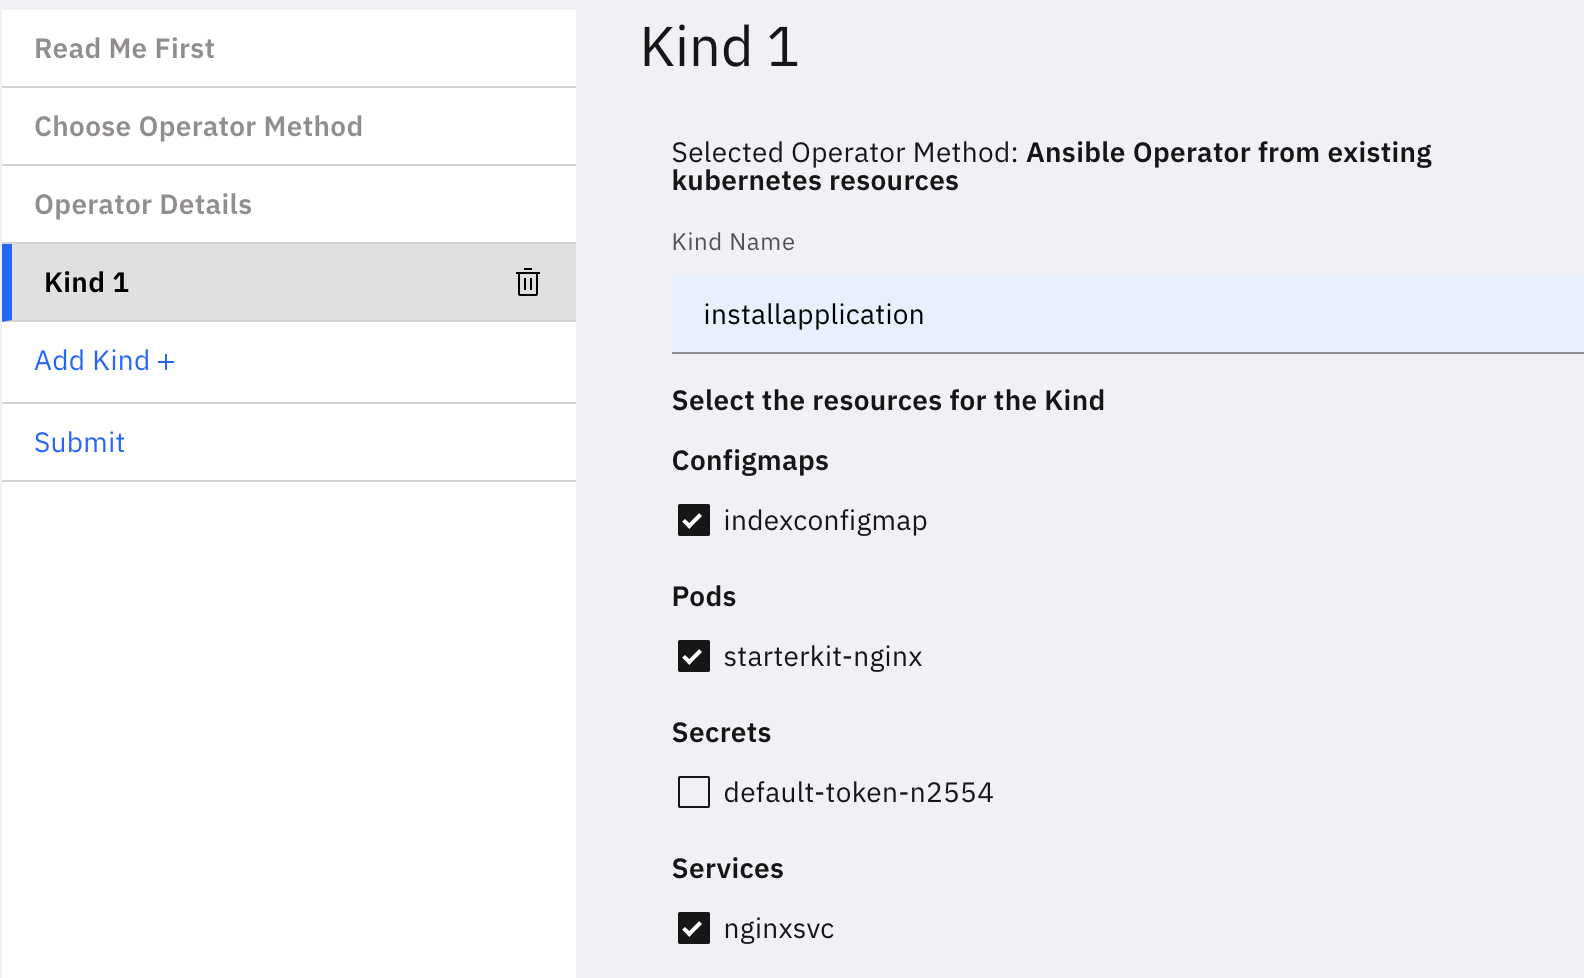 Read Me First
Choose Operator Method
Operator Details
Kind 1
Add Kind +
Submit
Kind 1
Selected Operator Method: Ansible Operator from existing
kubernetes resources
Kind Name
installapplication
Select the resources for the Kind
Configmaps
indexconfigmap
Pods
starterkit-nginx
Secrets
default-token-n2554
Services
nginxsvc